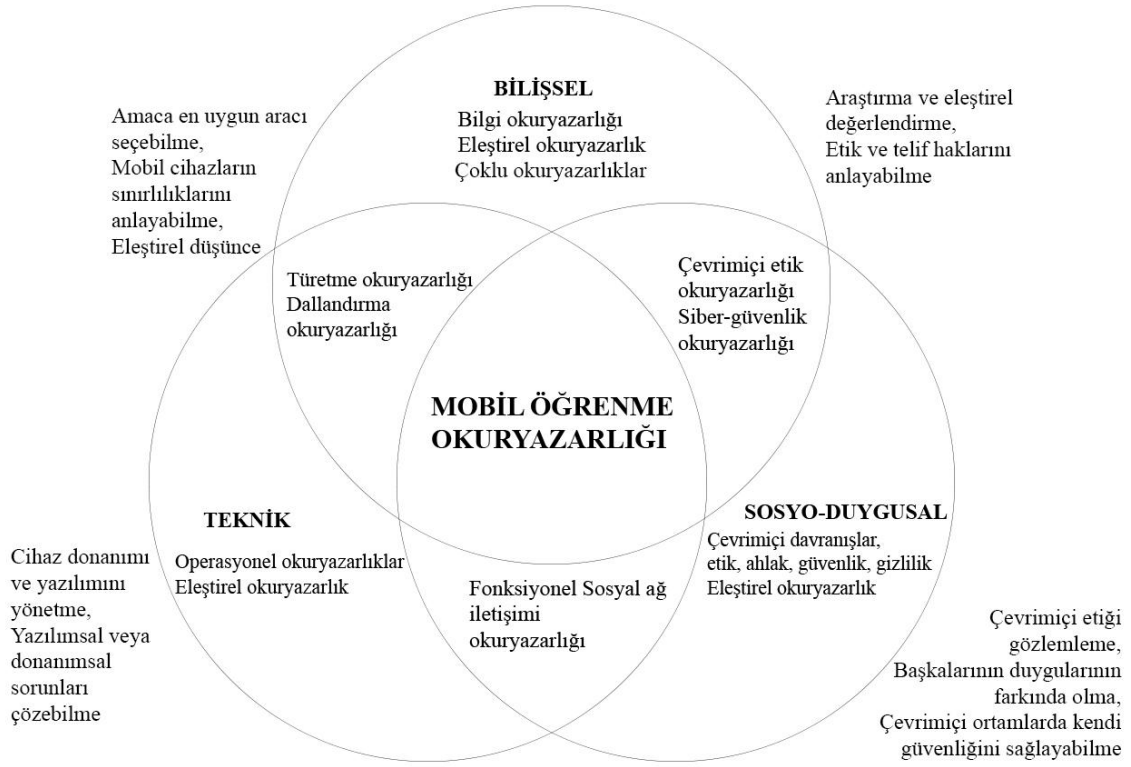 BİLİŞSEL
Bilgi okuryazarlığı
Eleştirel okuryazarlık
Çoklu okuryazarlıklar
Amaca en uygun aracı
seçebilme,
Mobil cihazların
sınırlılıklarını
anlayabilme,
Eleştirel düşünce
Araştırma ve eleştirel
değerlendirme,
Etik ve telif haklarını
anlayabilme
Türetme okuryazarlığı
Dallandırma
okuryazarlığı
Çevrimiçi etik
okuryazarlığı
Siber-güvenlik
okuryazarlığı
MOBİL ÖĞRENME
OKURYAZARLIĞI
TEKNİK
Operasyonel okuryazarlıklar
Eleştirel okuryazarlık
SOSYO-DUYGUSAL
Çevrimiçi davranışlar,
etik, ahlak, güvenlik, gizlilik
Eleştirel okuryazarlık
Cihaz donanımı
ve yazılımını
yönetme,
Yazılımsal veya
donanımsal
sorunları
çözebilme
Fonksiyonel Sosyal ağ
iletişimi
okuryazarlığı
Çevrimiçi etiği
gözlemleme,
Başkalarının duygularının
farkında olma,
Çevrimiçi ortamlarda kendi
güvenliğini sağlayabilme